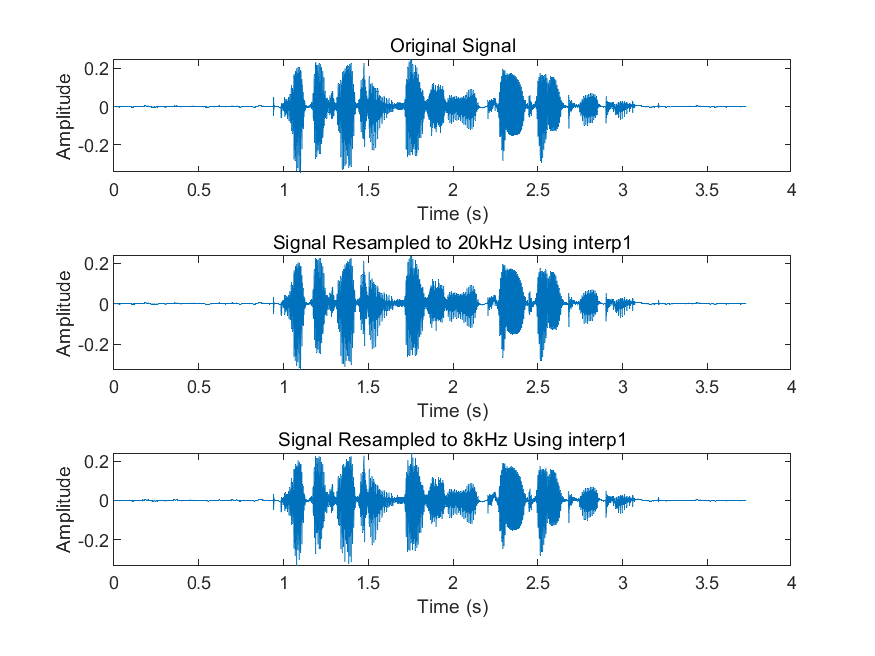 Original Signal
0.2
0
-0.2
Amplitude
0 0.5 1 1.5 2 2.5 3 3.5 4
Time (s)
Signal Resampled to 20kHz Using interp1
0.2
0
-0.2
Amplitude
0 0.5 1 1.5 2 2.5 3 3.5 4
Time (s)
Signal Resampled to 8kHz Using interp1
0.2
0
-0.2
Amplitude
0 0.5 1 1.5 2 2.5 3 3.5 4
Time (s)